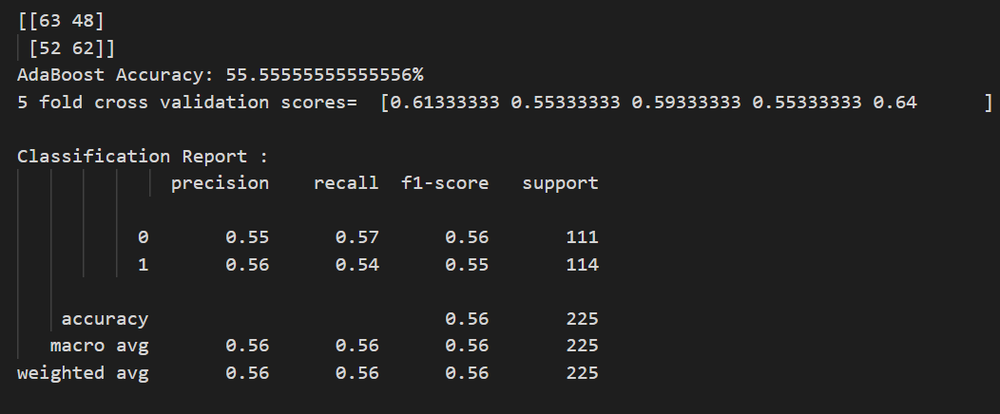 [[63 48]
[52 62]]
AdaBoost Accuracy: 55.55555555555556%
5 fold cross validation scores=  [0.61333333 0.55333333 0.59333333 0.55333333 0.64      ]
Classification Report :
precision    recall  f1-score   support
0       0.55      0.57      0.56       111
1       0.56      0.54      0.55       114
accuracy                           0.56       225
macro avg       0.56      0.56      0.56       225
weighted avg       0.56      0.56      0.56       225